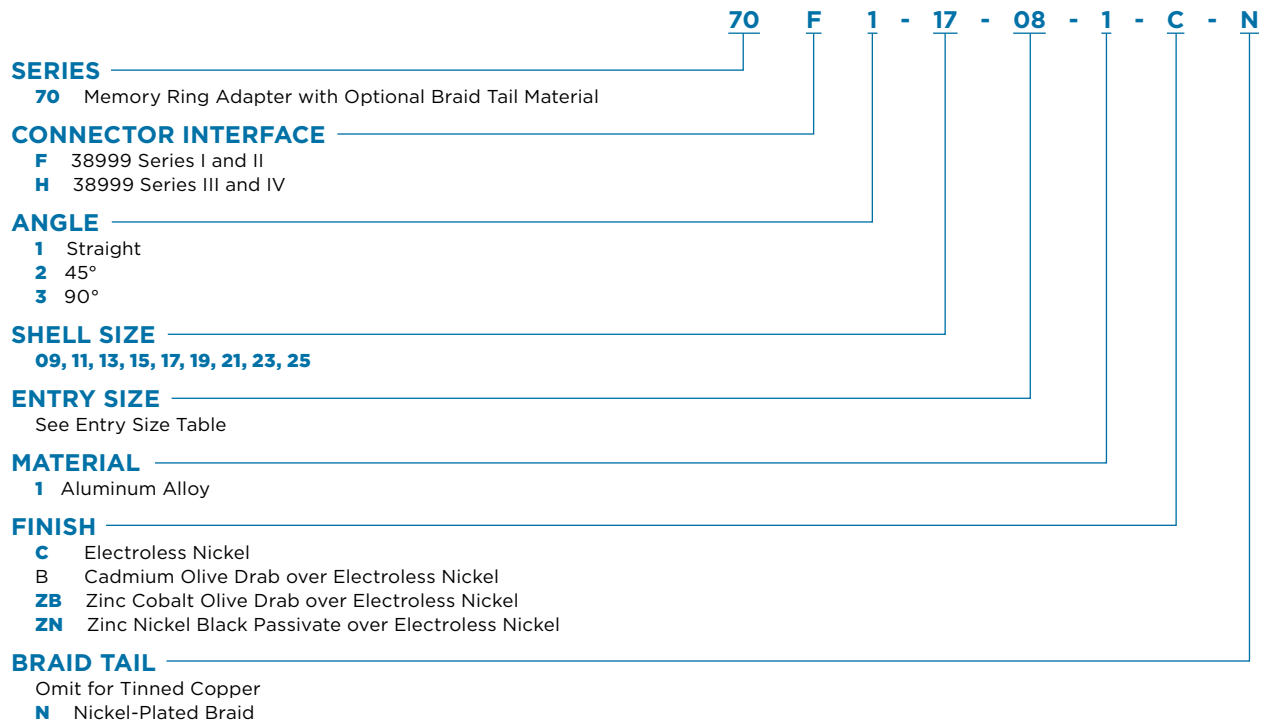 70 F 1 - 17 - 08 - 1 - C - N
SERIES
70 Memory Ring Adapter with Optional Braid Tail Material
CONNECTOR INTERFACE
F 38999 Series I and II
H 38999 Series III and IV
ANGLE
1 Straight
2 45°
3 90°
SHELL SIZE
09, 11, 13, 15, 17, 19, 21, 23, 25
ENTRY SIZE
See Entry Size Table
MATERIAL
1 Aluminum Alloy
FINISH
C Electroless Nickel
B Cadmium Olive Drab over Electroless Nickel
ZB Zinc Cobalt Olive Drab over Electroless Nickel
ZN Zinc Nickel Black Passivate over Electroless Nickel
BRAID TAIL
Omit for Tinned Copper
N Nickel-Plated Braid